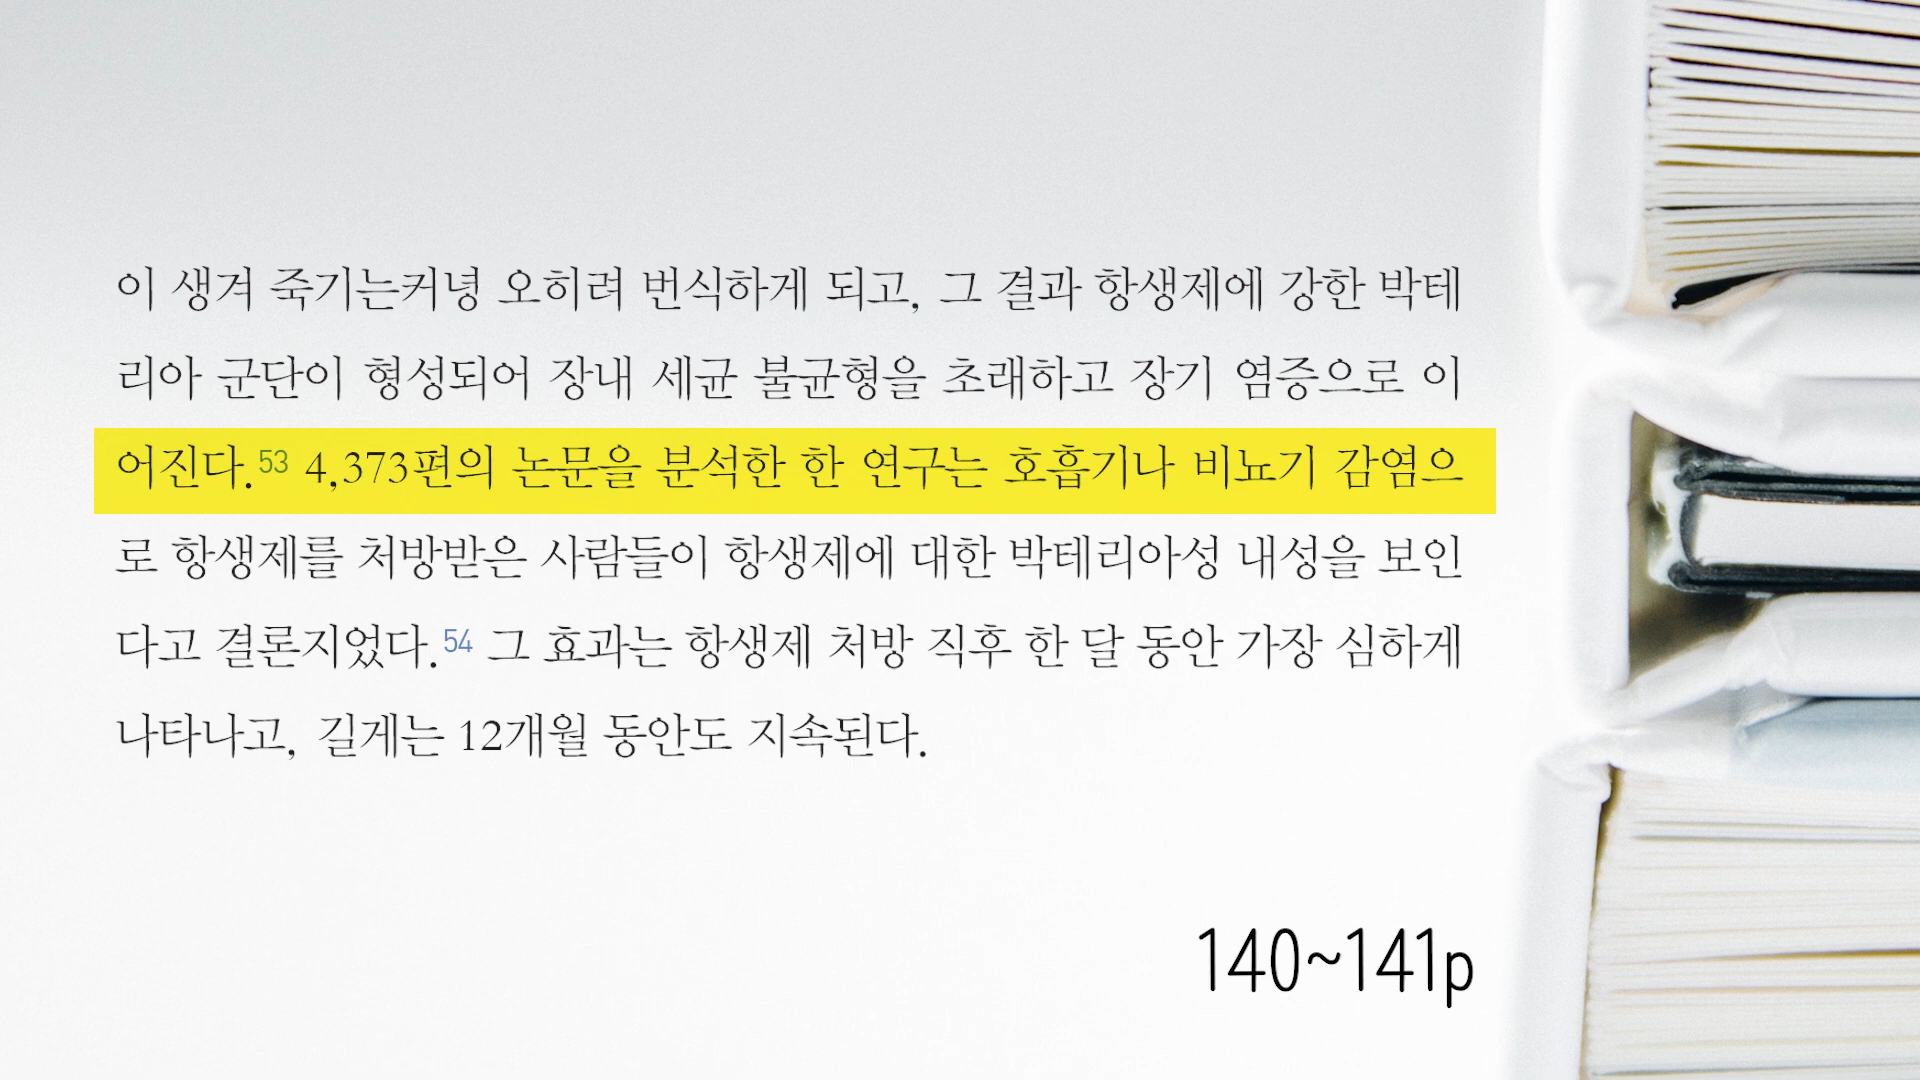 이 생겨 죽기는커녕 오히려 번식하게 되고, 그 결과 항생제에 강한 박테
리아 군단이 형성되어 장내 세균 불균형을 초래하고 장기 염증으로 이
어진다.53 4,373편의 논문을 분석한 한 연구는 호흡기나 비뇨기 감염으
로 항생제를 처방받은 사람들이 항생제에 대한 박테리아성 내성을 보인
다고 결론지었다.54 그 효과는 항생제 처방 직후 한 달 동안 가장 심하게
나타나고, 길게는 12개월 동안도 지속된다.
140~141p